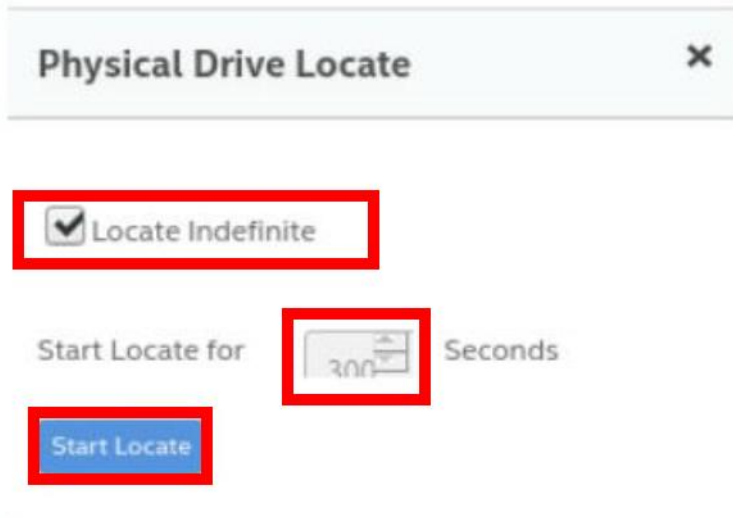 Physical Drive Locate
Locate Indefinite
Start Locate for 300 Seconds
Start Locate